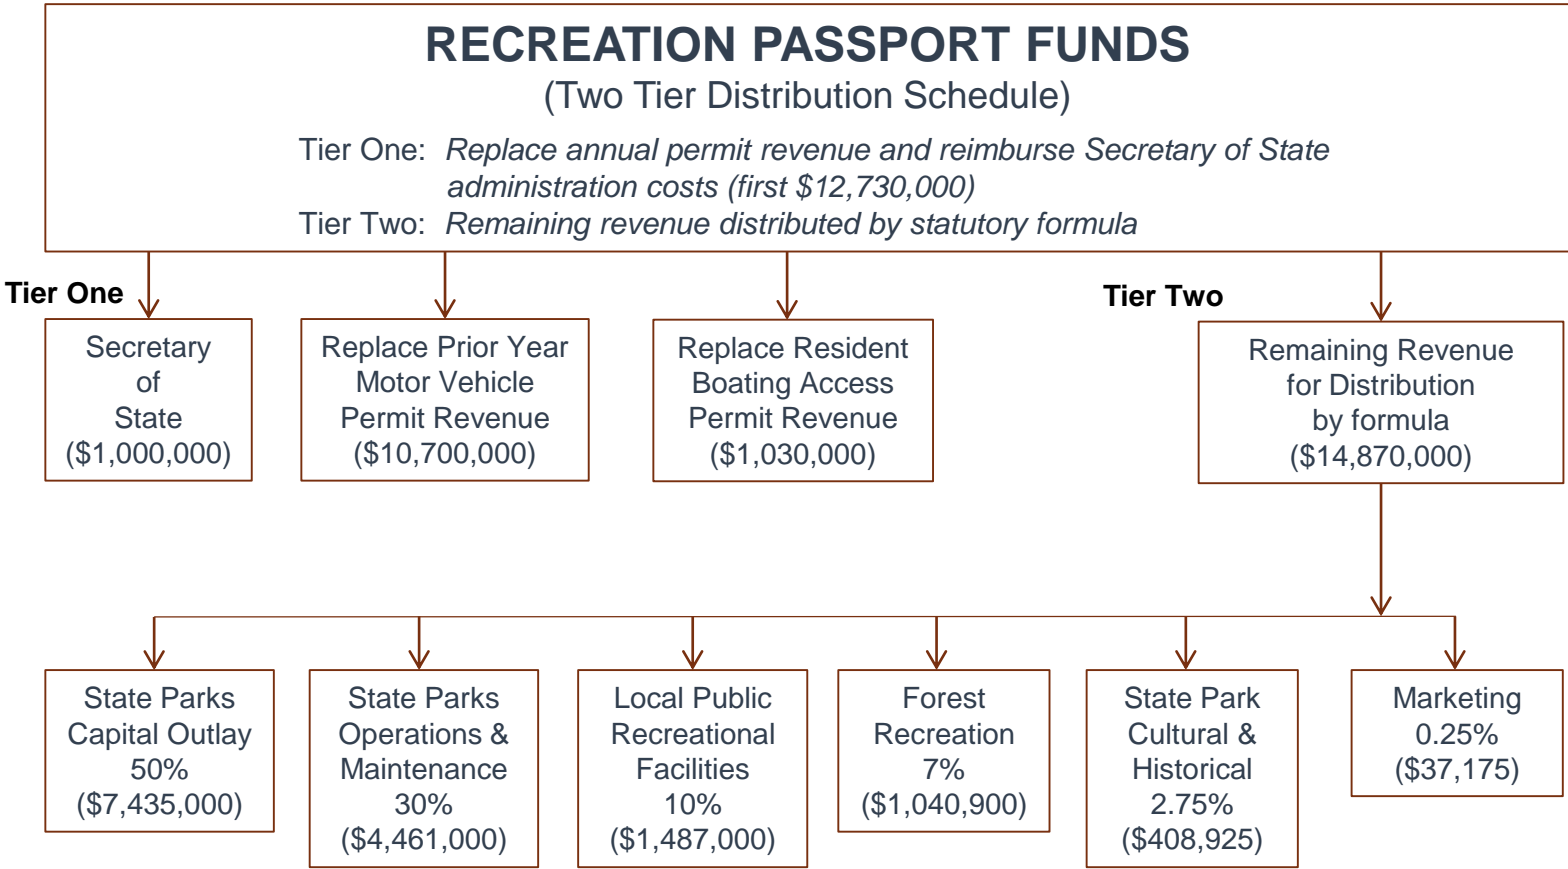 RECREATION PASSPORT FUNDS
(Two Tier Distribution Schedule)
Tier One: Replace annual permit revenue and reimburse Secretary of State
administration costs (first $12,730,000)
Tier Two: Remaining revenue distributed by statutory formula
Tier One
Secretary
of
State
($1,000,000)
Replace Prior Year
Motor Vehicle
Permit Revenue
($10,700,000)
Replace Resident
Boating Access
Permit Revenue
($1,030,000)
Tier Two
Remaining Revenue
for Distribution
by formula
($14,870,000)
State Parks
Capital Outlay
50%
($7,435,000)
State Parks
Operations &
Maintenance
30%
($4,461,000)
Local Public
Recreational
Facilities
10%
($1,487,000)
Forest
Recreation
7%
($1,040,900)
State Park
Cultural &
Historical
2.75%
($408,925)
Marketing
0.25%
($37,175)